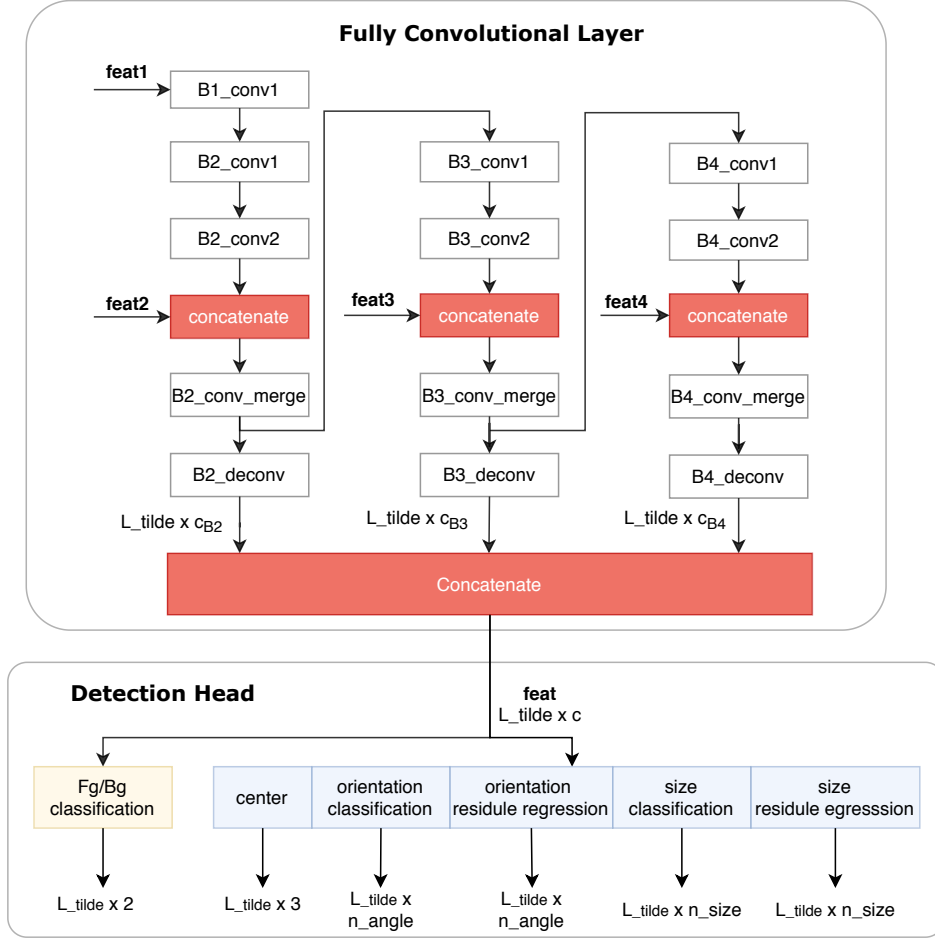 Fully Convolutional Layer
feat1
B1_conv1
B2_conv1
B2_conv2
feat2
concatenate
B2_conv_merge
B2_deconv
L_tilde x cB2
B3_conv1
B3_conv2
feat3
concatenate
B3_conv_merge
B3_deconv
L_tilde x cB3
B4_conv1
B4_conv2
feat4
concatenate
B4_conv_merge
B4_deconv
L_tilde x cB4
Concatenate
Detection Head
feat
L_tilde x c
Fg/Bg
classification
center
orientation
classification
orientation
residule regression
size
classification
size
residule egresssion
L_tilde x 2
L_tilde x 3
L_tilde x
n_angle
L_tilde x
n_angle
L_tilde x n_size
L_tilde x n_size